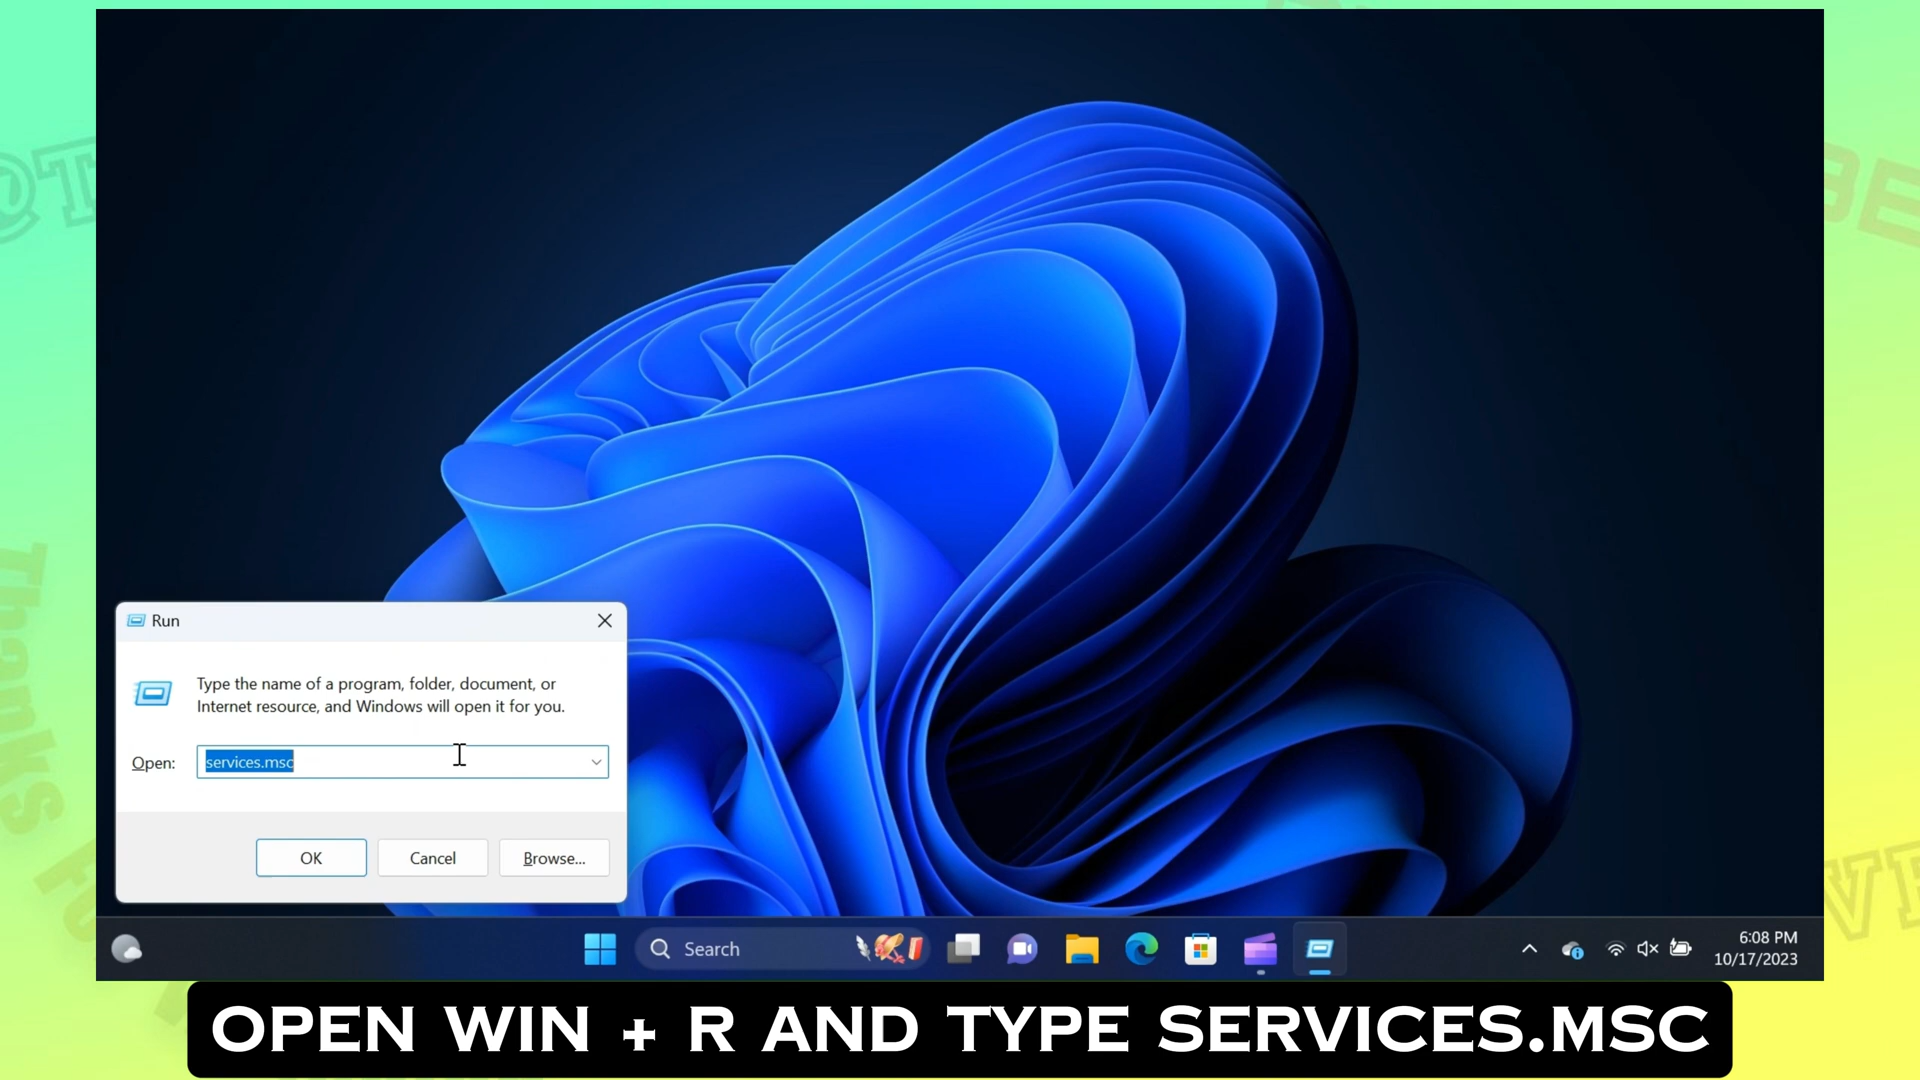 Run
Type the name of a program, folder, document, or
Internet resource, and Windows will open it for you.
Open:
services.msc
OK
Cancel
Browse...
Search
6:08 PM
10/17/2023
OPEN WIN + R AND TYPE SERVICES.MSC
Thanks